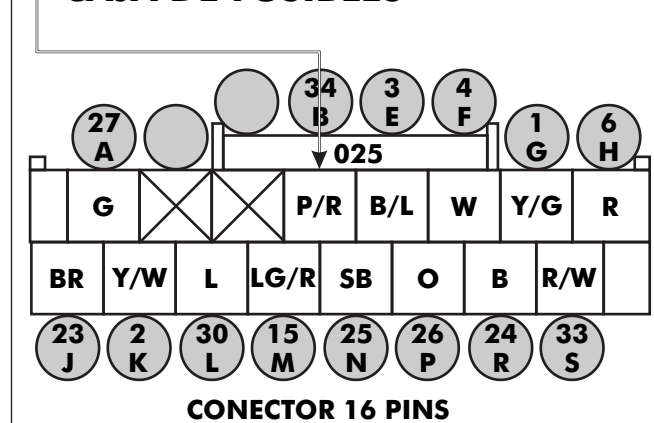 34 3 4
B E F
27 1 6
A G H
025
G P/R B/L W Y/G R
BR Y/W L LG/R SB O B R/W
23 2 30 15 25 26 24 33
J K L M N P R S
CONECTOR 16 PINS